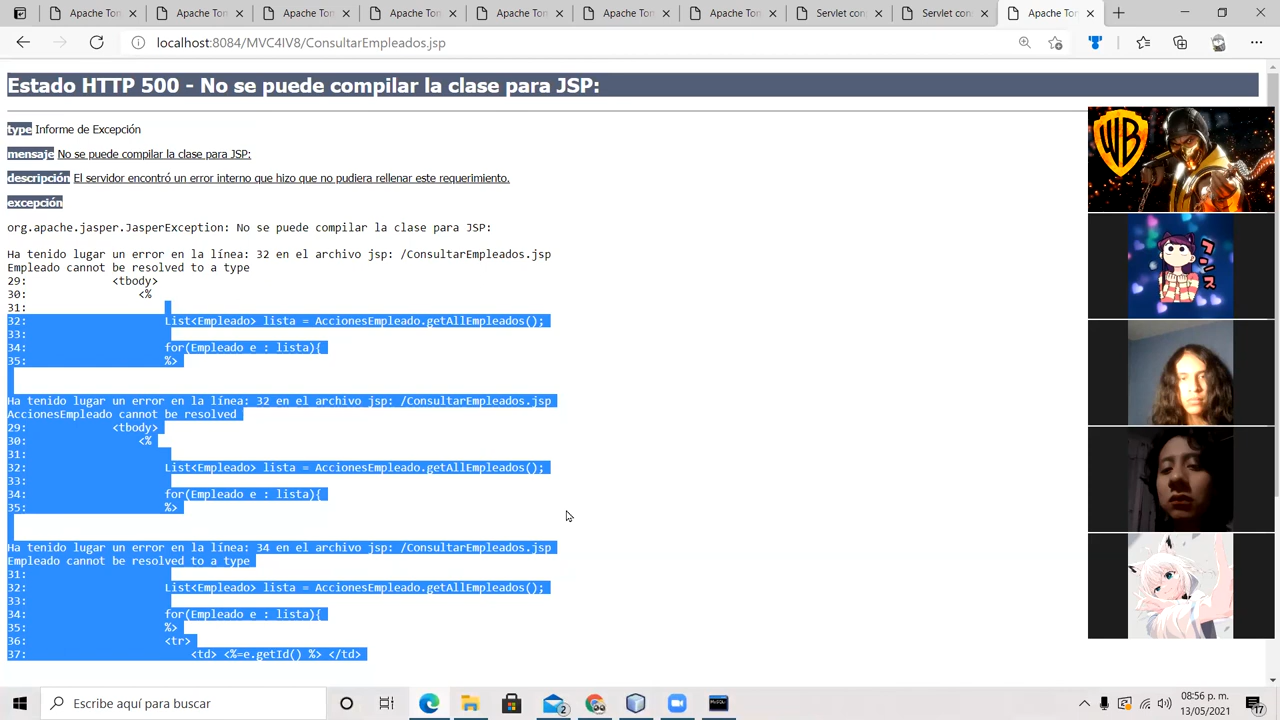 Apache Tom
Apache Ton
Apache Ton
Apache Ton
Apache Ton
Apache Ton
Apache Ton
Servlet con
Servlet con
Apache Ton
localhost:8084/MVC4IV8/ConsultarEmpleados.jsp
Estado HTTP 500 - No se puede compilar la clase para JSP:
type Informe de Excepción
mensaje No se puede compilar la clase para JSP:
descripción El servidor encontró un error interno que hizo que no pudiera rellenar este requerimiento.
excepción
org.apache.jasper.JasperException: No se puede compilar la clase para JSP:
Ha tenido lugar un error en la línea: 32 en el archivo jsp: /ConsultarEmpleados.jsp
Empleado cannot be resolved to a type
29: <tbody>
30: <%
31:
32: List<Empleado> lista = AccionesEmpleado.getAllEmpleados();
33:
34: for(Empleado e : lista){
35: %>
Ha tenido lugar un error en la línea: 32 en el archivo jsp: /ConsultarEmpleados.jsp
AccionesEmpleado cannot be resolved
29: <tbody>
30: <%
31:
32: List<Empleado> lista = AccionesEmpleado.getAllEmpleados();
33:
34: for(Empleado e : lista){
35: %>
Ha tenido lugar un error en la línea: 34 en el archivo jsp: /ConsultarEmpleados.jsp
Empleado cannot be resolved to a type
31:
32: List<Empleado> lista = AccionesEmpleado.getAllEmpleados();
33:
34: for(Empleado e : lista){
35: %>
36: <tr>
37: <td> <%=e.getId() %> </td>
WB
Escribe aquí para buscar
2
08:56 p. m.
13/05/2021
17